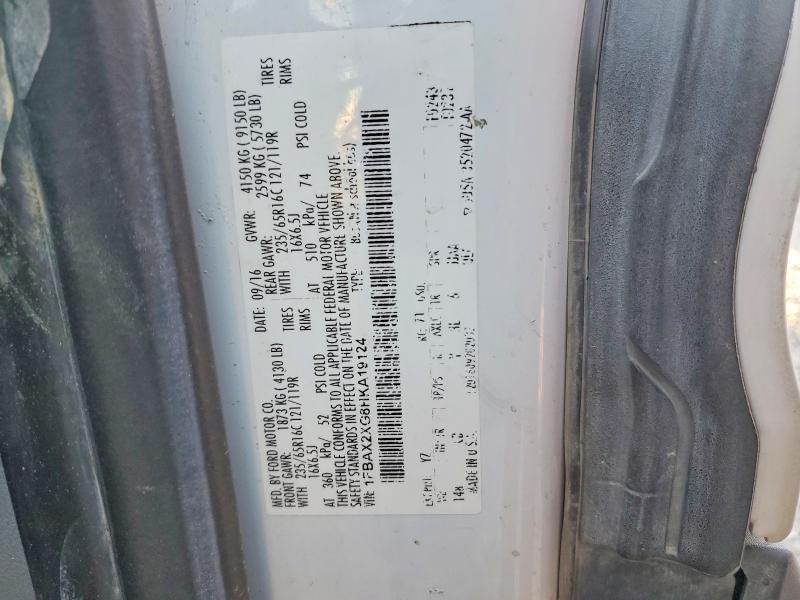 MFD. BY FORD MOTOR CO.
DATE: 09/16 GVWR: 4150 KG ( 9150 LB)
FRONT GAWR: 1873 KG ( 4130 LB) REAR GAWR: 2599 KG ( 5730 LB)
WITH 235/65R16C 121/119R TIRES WITH 235/65R16C 121/119R TIRES
16X6.5J RIMS 16X6.5J RIMS
AT 360 kPa/ 52 PSI COLD AT 510 kPa/ 74 PSI COLD
THIS VEHICLE CONFORMS TO ALL APPLICABLE FEDERAL MOTOR VEHICLE
SAFETY STANDARDS IN EFFECT ON THE DATE OF MANUFACTURE SHOWN ABOVE.
VIN: 1FBAX2XG8HKA19124
TYPE:
YZ
148
MADE IN U.S.A.